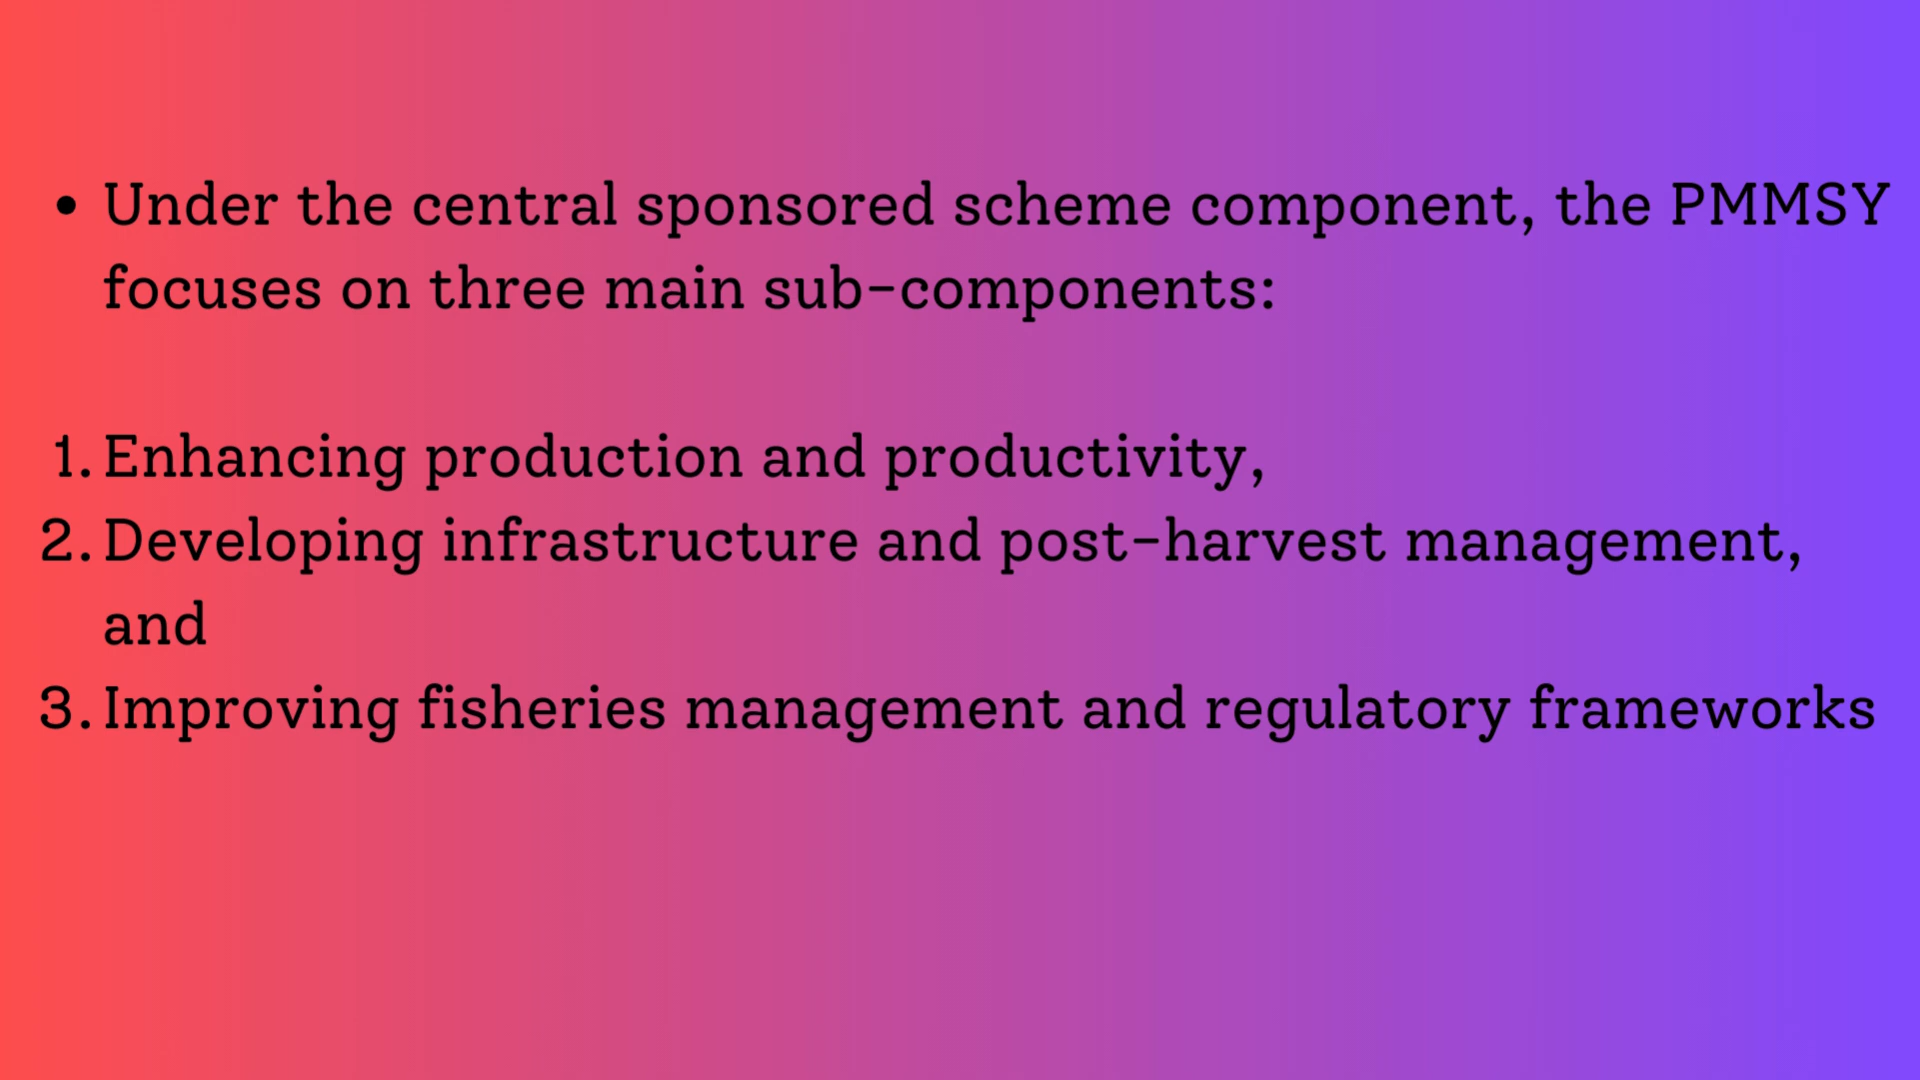 • Under the central sponsored scheme component, the PMMSY
focuses on three main sub-components:
1. Enhancing production and productivity,
2. Developing infrastructure and post-harvest management,
and
3. Improving fisheries management and regulatory frameworks